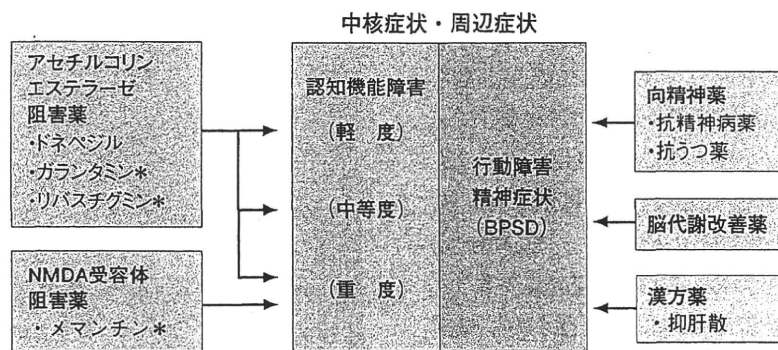 中核症状・周辺症状
アセチルコリン
エステラーゼ
阻害薬
・ドネペジル
・ガランタミン*
・リバスチグミン*
NMDA受容体
阻害薬
・メマンチン*
認知機能障害
(軽 度)
(中等度)
(重 度)
行動障害
精神症状
(BPSD)
向精神薬
・抗精神病薬
・抗うつ薬
脳代謝改善薬
漢方薬
・抑肝散